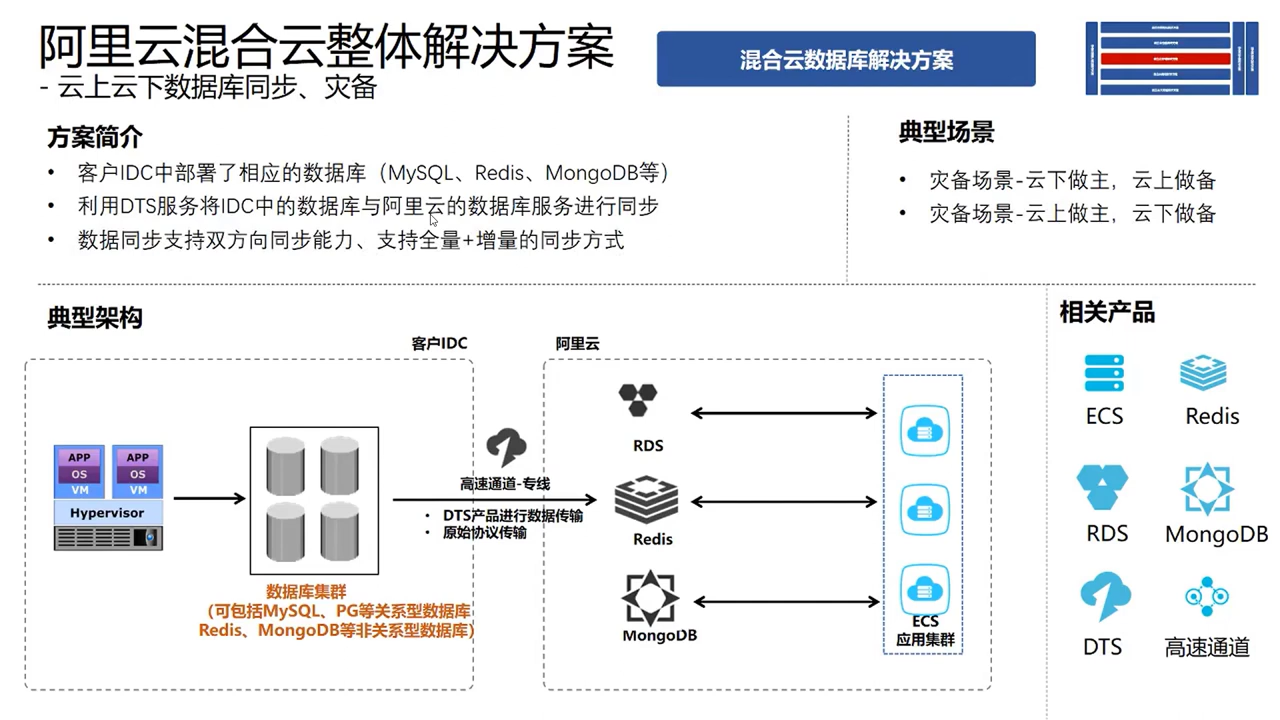 阿里云混合云整体解决方案
- 云上云下数据库同步、灾备
混合云数据库解决方案
方案简介
• 客户IDC中部署了相应的数据库（MySQL、Redis、MongoDB等）
• 利用DTS服务将IDC中的数据库与阿里云的数据库服务进行同步
• 数据同步支持双方向同步能力、支持全量+增量的同步方式
典型场景
• 灾备场景-云下做主，云上做备
• 灾备场景-云上做主，云下做备
典型架构
客户IDC
阿里云
APP
OS
VM
APP
OS
VM
Hypervisor
数据库集群
（可包括MySQL、PG等关系型数据库
Redis、MongoDB等非关系型数据库）
高速通道-专线
• DTS产品进行数据传输
• 原始协议传输
RDS
Redis
MongoDB
ECS
应用集群
相关产品
ECS
Redis
RDS
MongoDB
DTS
高速通道